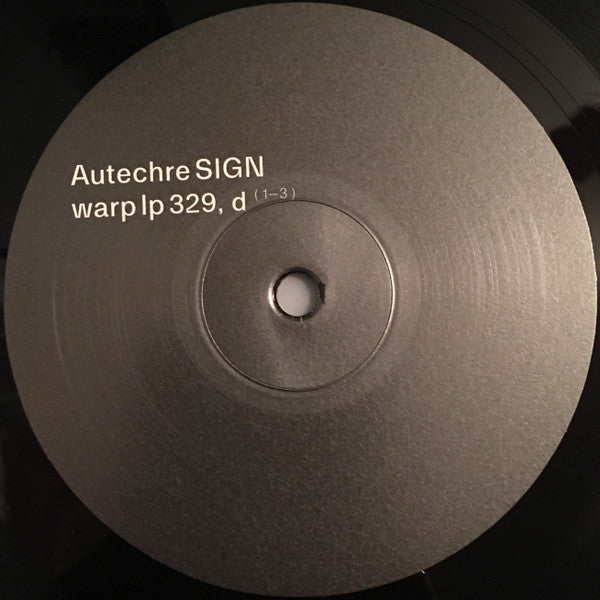 Autechre SIGN
warp lp 329, d (1–3)